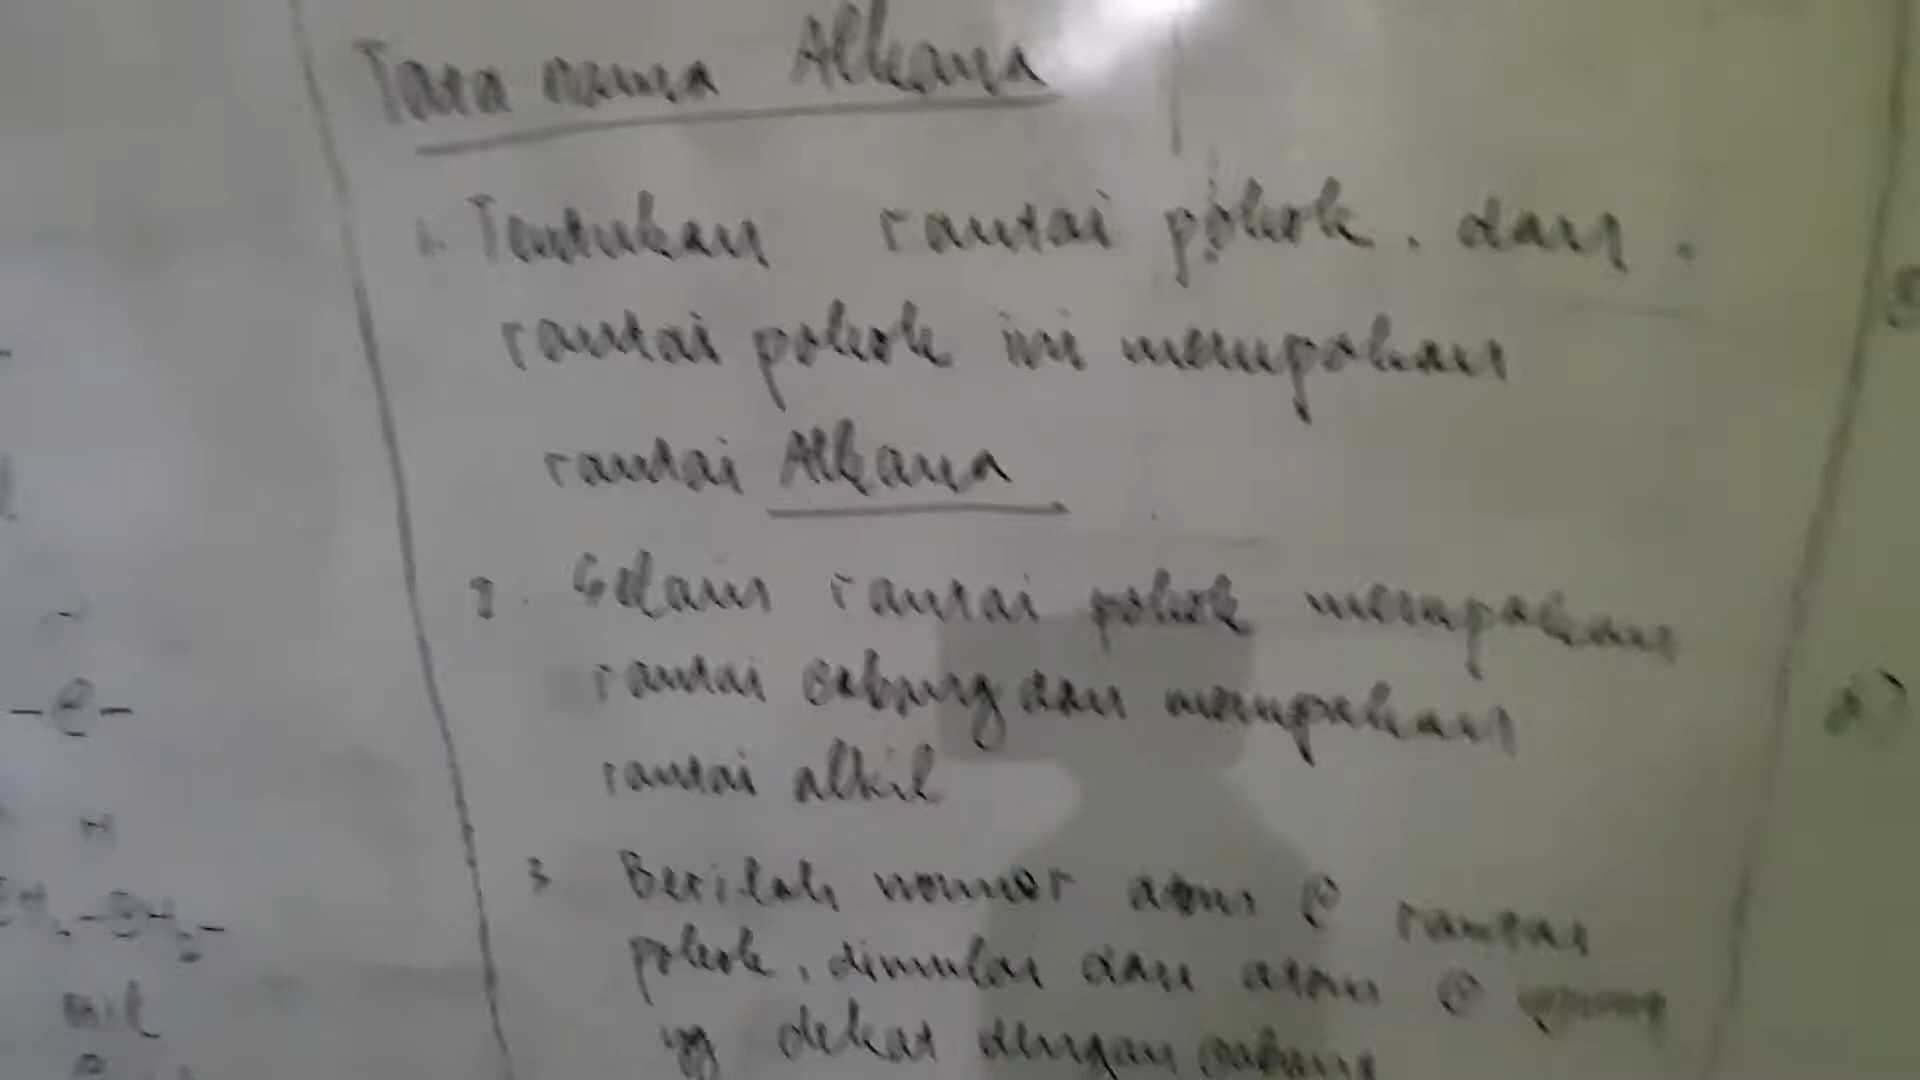 Tata nama Alkana
1. Tentukan rantai pokok. dan
rantai pokok ini merupakan
rantai Alkana
2. Selain rantai pokok merupakan
rantai cabang dan merupakan
rantai alkil
3 Berilah nomor atom C rantai
pokok, dimulai dari atom C ujung
yg dekat dengan cabang
-C-
H